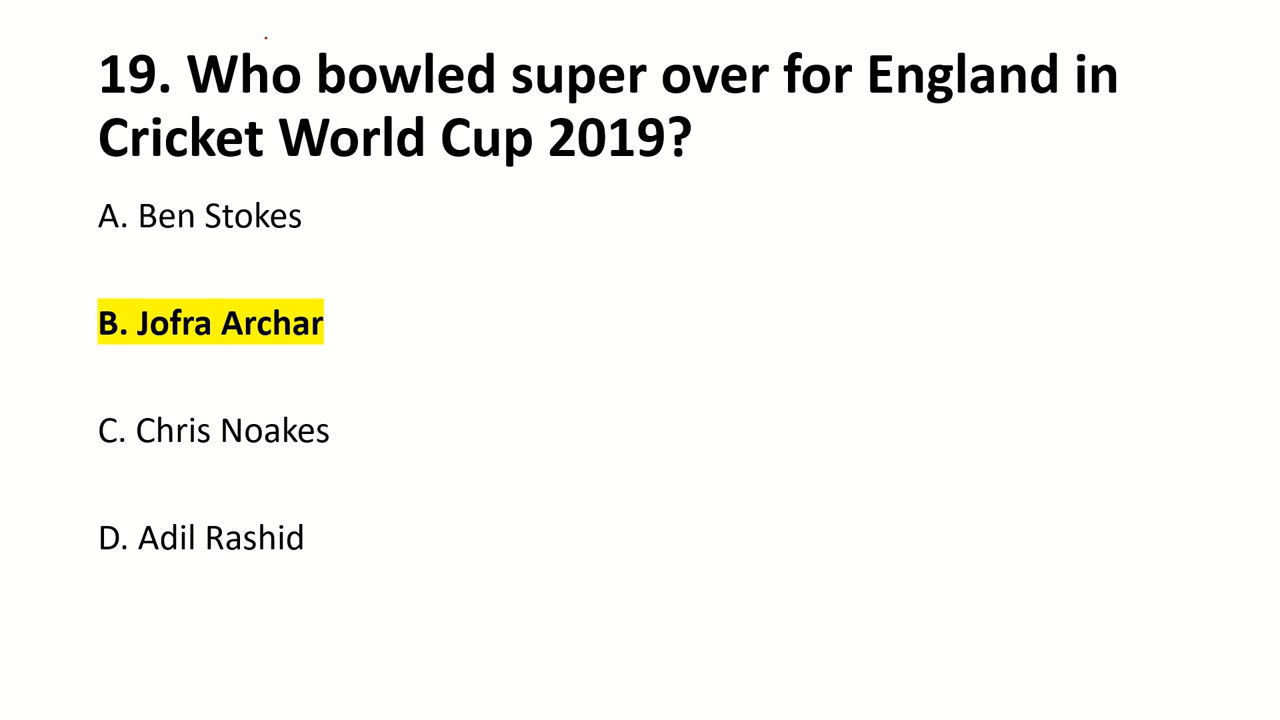 19. Who bowled super over for England in
Cricket World Cup 2019?
A. Ben Stokes
B. Jofra Archar
C. Chris Noakes
D. Adil Rashid